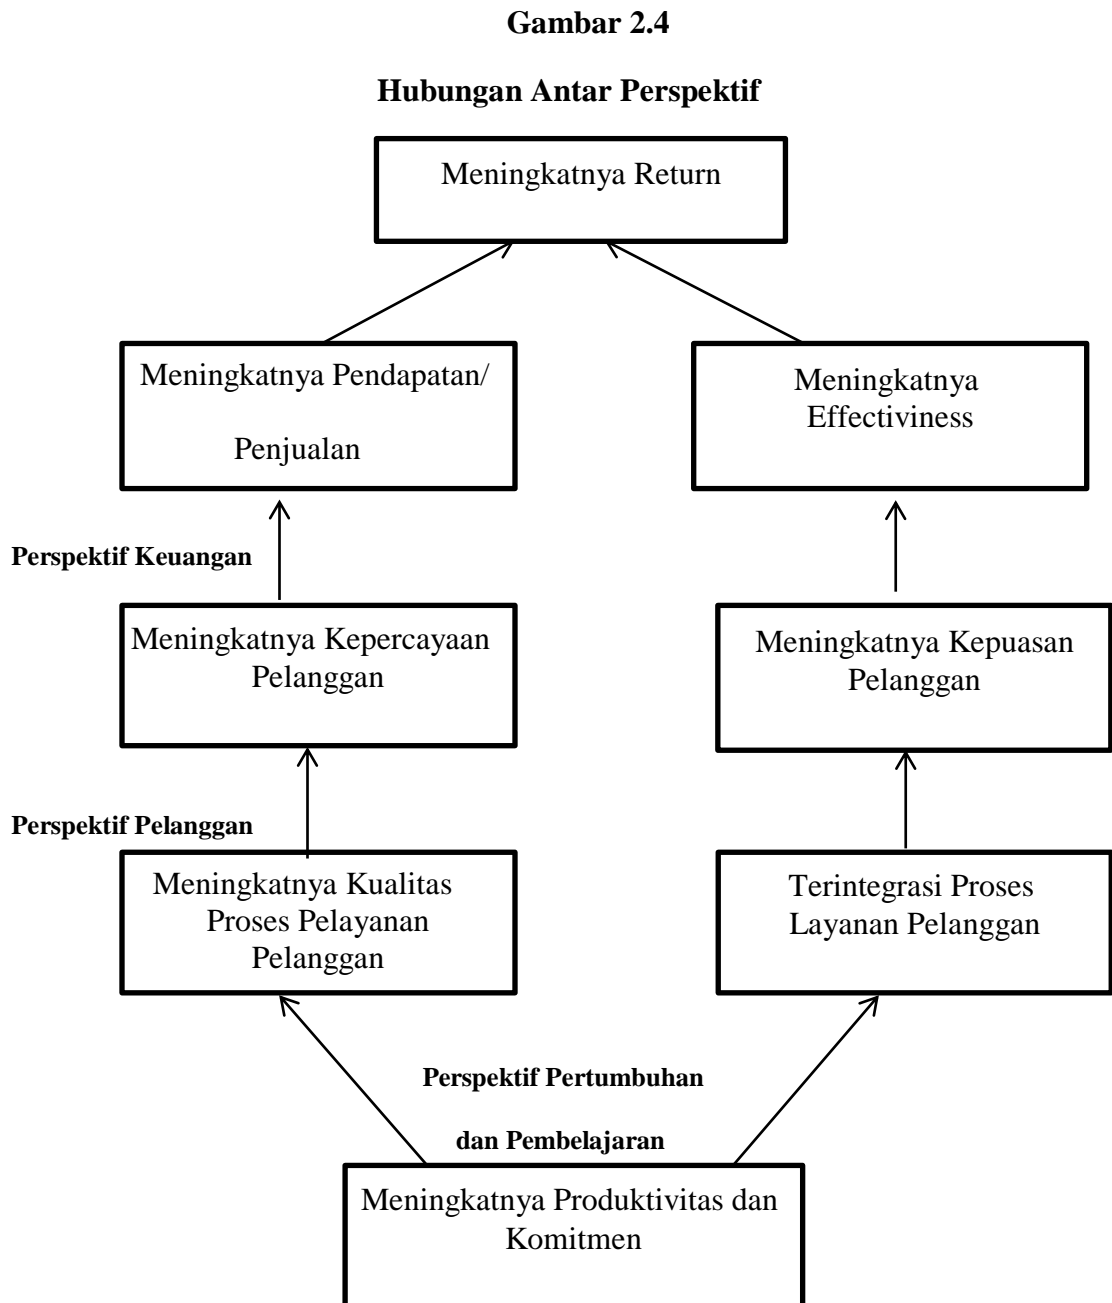 Gambar 2.4
Hubungan Antar Perspektif
Meningkatnya Return
Meningkatnya Pendapatan/
Penjualan
Meningkatnya
Effectiviness
Perspektif Keuangan
Meningkatnya Kepercayaan
Pelanggan
Meningkatnya Kepuasan
Pelanggan
Perspektif Pelanggan
Meningkatnya Kualitas
Proses Pelayanan
Pelanggan
Terintegrasi Proses
Layanan Pelanggan
Perspektif Pertumbuhan
dan Pembelajaran
Meningkatnya Produktivitas dan
Komitmen